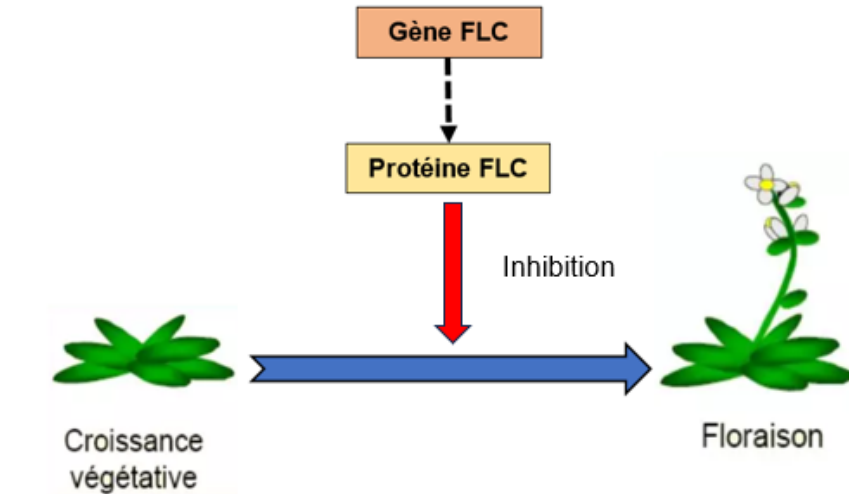 Gène FLC
Protéine FLC
Inhibition
Croissance
végétative
Floraison